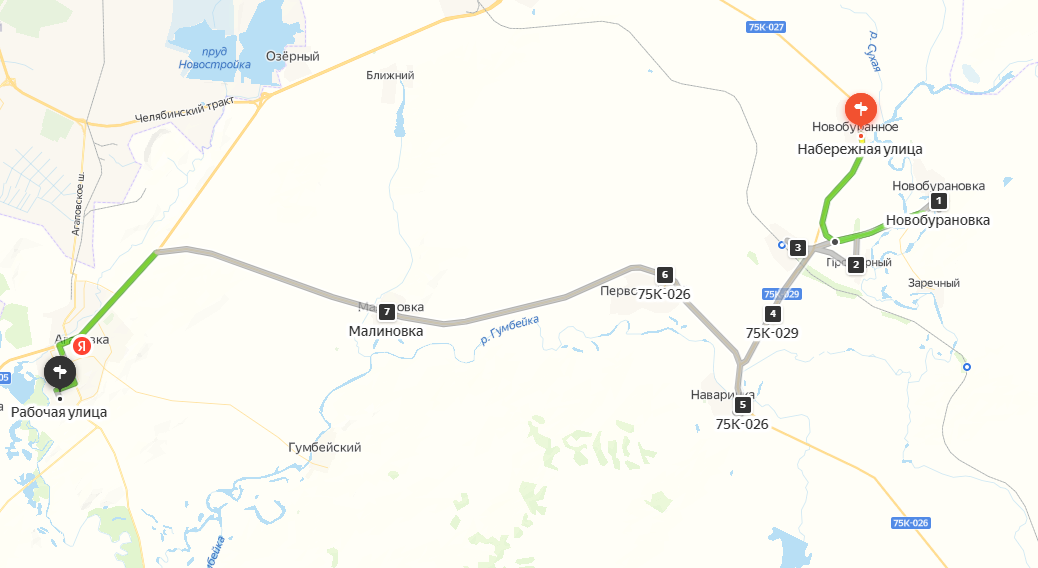 75К-027
р. Сухая
пруд
Новостройка
Озёрный
Ближний
Челябинский тракт
Новобуранное
Набережная улица
Агаповское ш.
Новобурановка
1
Новобурановка
3
2
75К-029
Заречный
6
75К-026
7
Малиновка
4
75К-029
р. Гумбейка
Я
05
Рабочая улица
5
75К-026
Гумбейский
75К-026